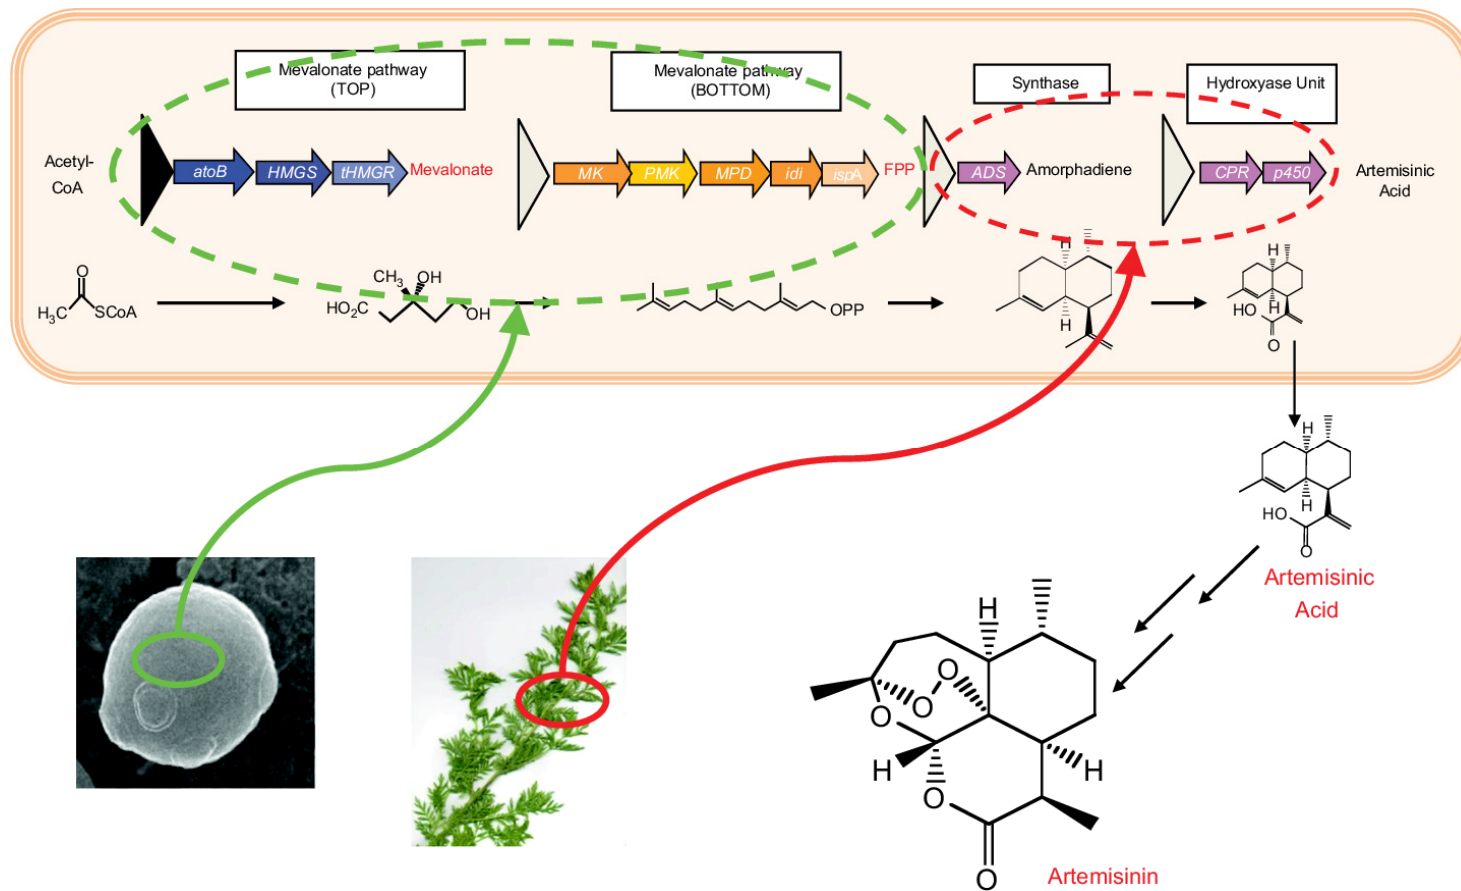 Mevalonate pathway
(TOP)
Mevalonate pathway
(BOTTOM)
Synthase
Hydroxyase Unit
Acetyl-
CoA
atoB
HMGS
tHMGR
Mevalonate
MK
PMK
MPD
idi
ispA
FPP
ADS
Amorphadiene
CPR
p450
Artemisinic
Acid
O
H3C
SCoA
CH3
OH
HO2C
OH
OPP
H
H
H
H
HO
O
H
H
HO
O
Artemisinic
Acid
H
O
O
O
H
H
O
O
Artemisinin